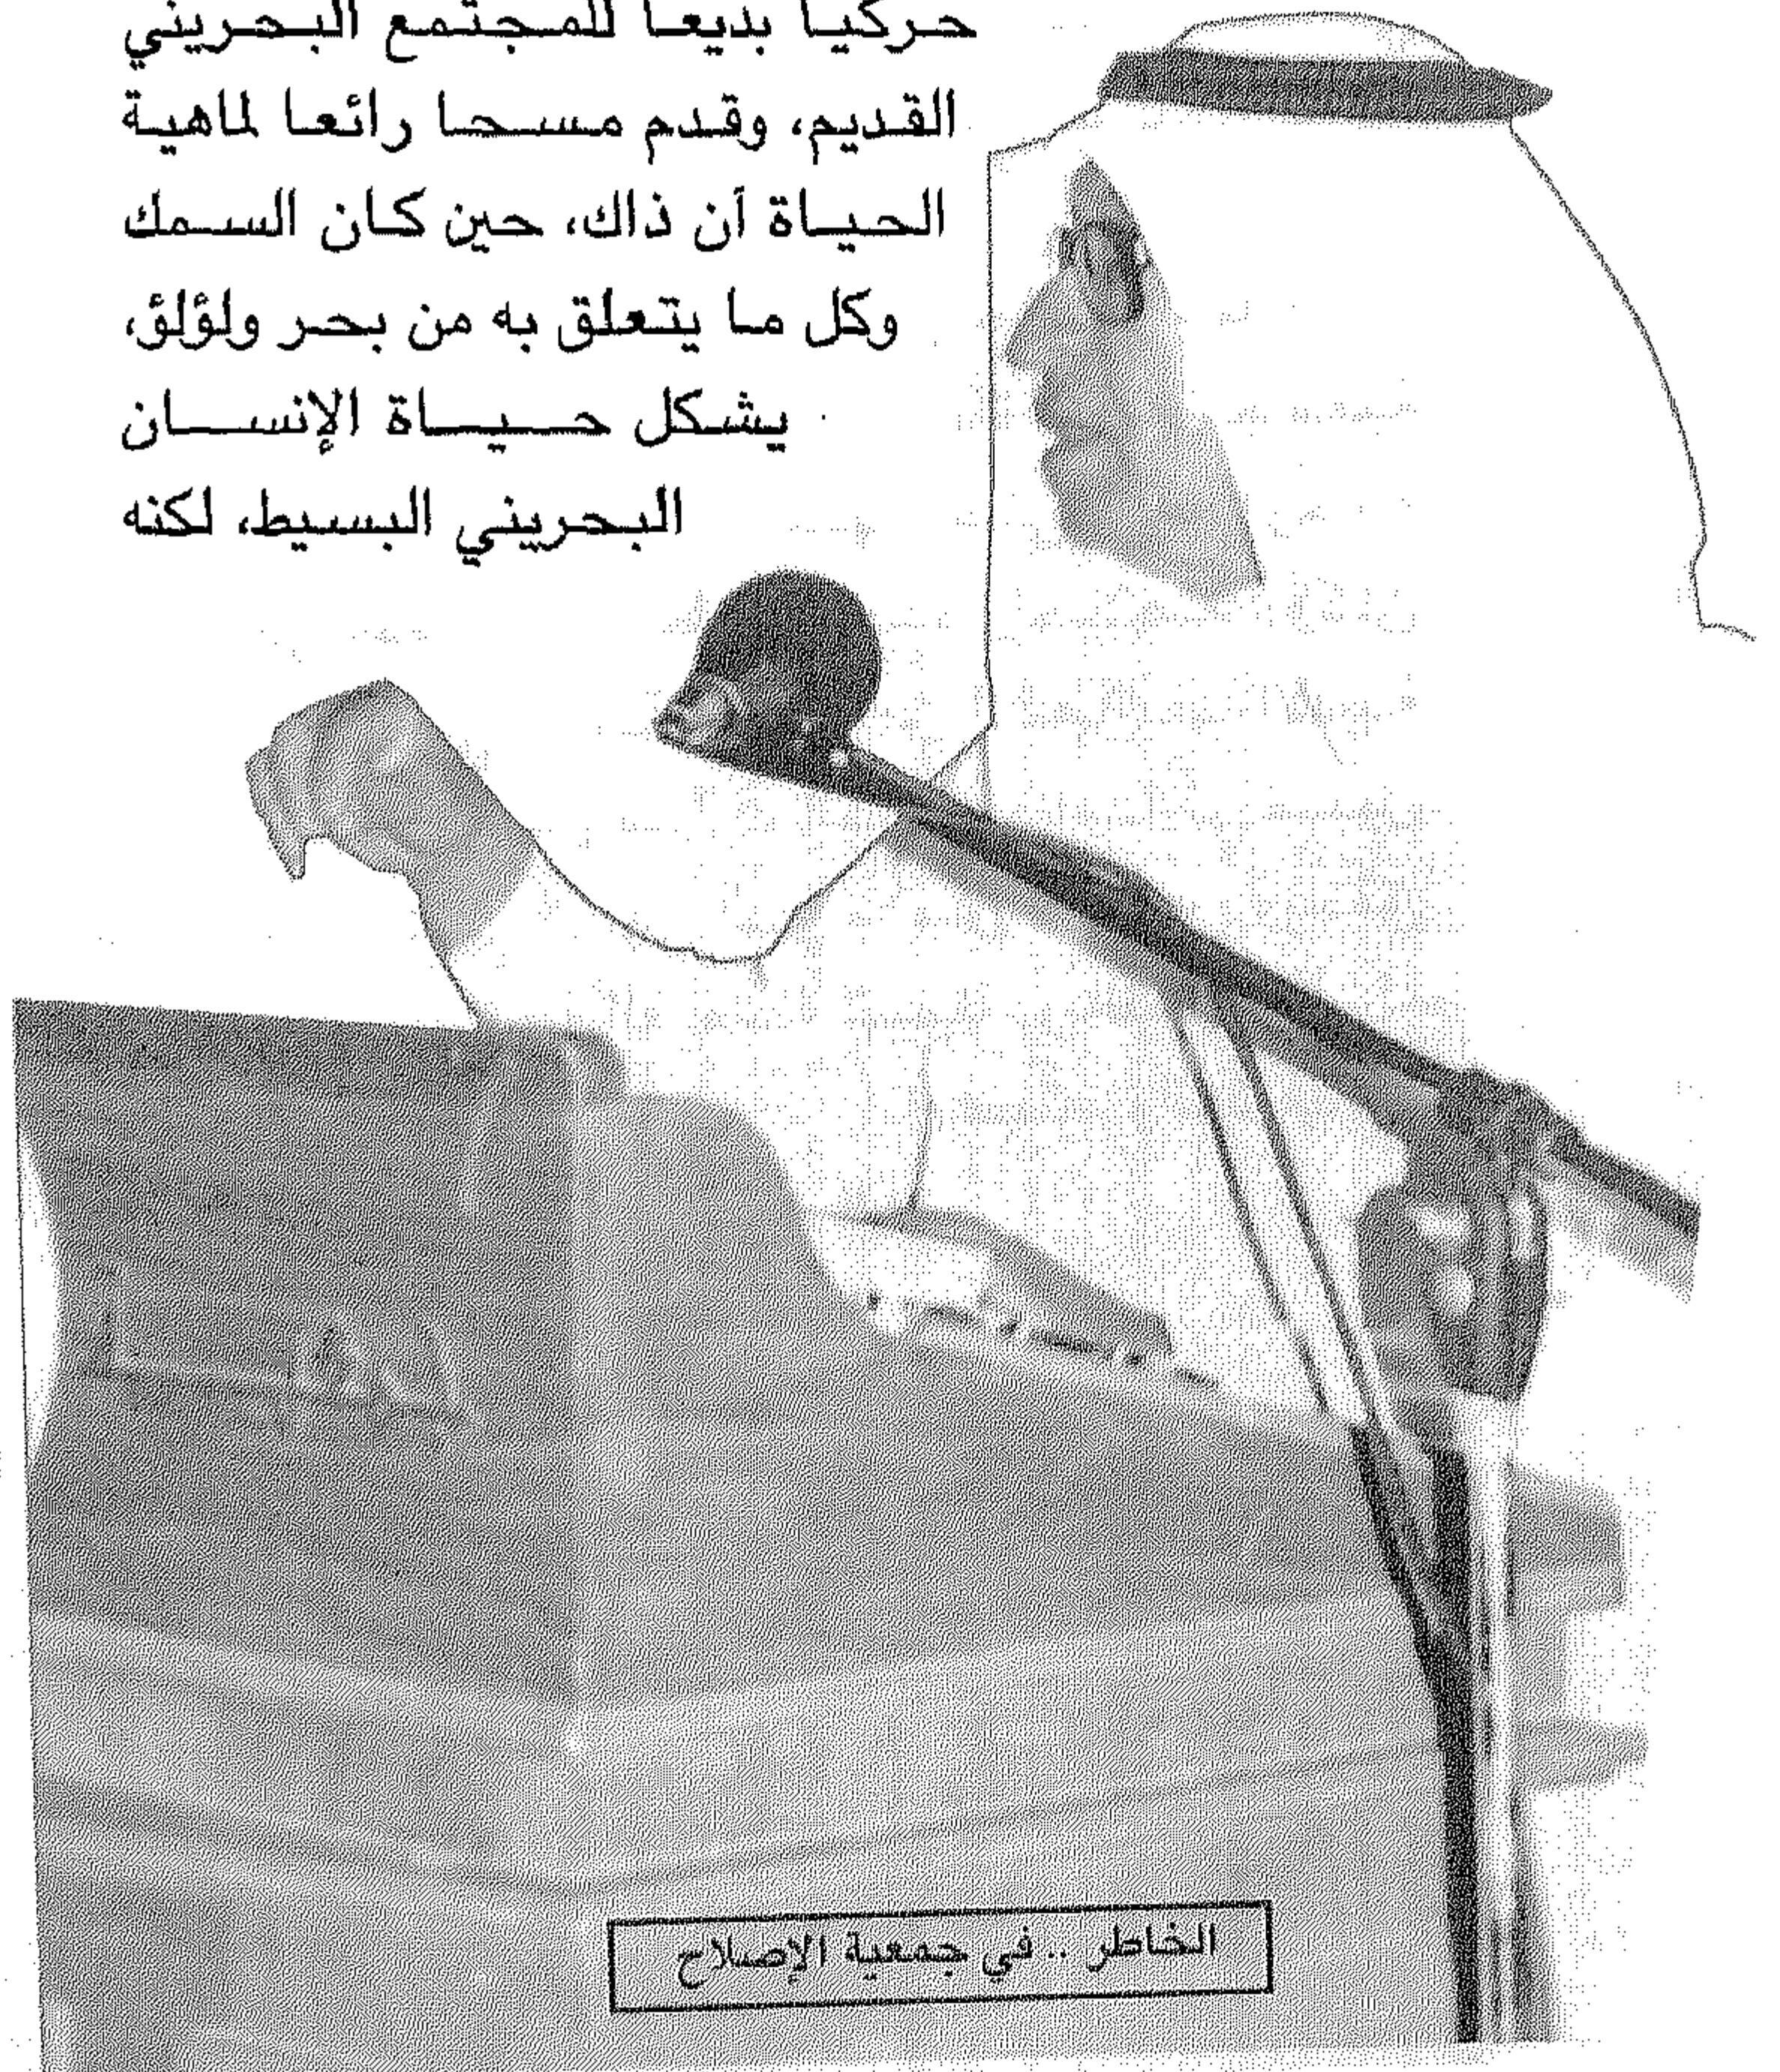 حركيا بديعا للمجتمع البحريني
القديم، وقدم مسحا رائعا لماهية
الحياة آن ذاك، حين كان السمك
وكل ما يتعلق به من بحر ولؤلؤ،
يشكل حياة الإنسان
البحريني البسيط، لكنه
الخاطر .. في جمعية الإصلاح